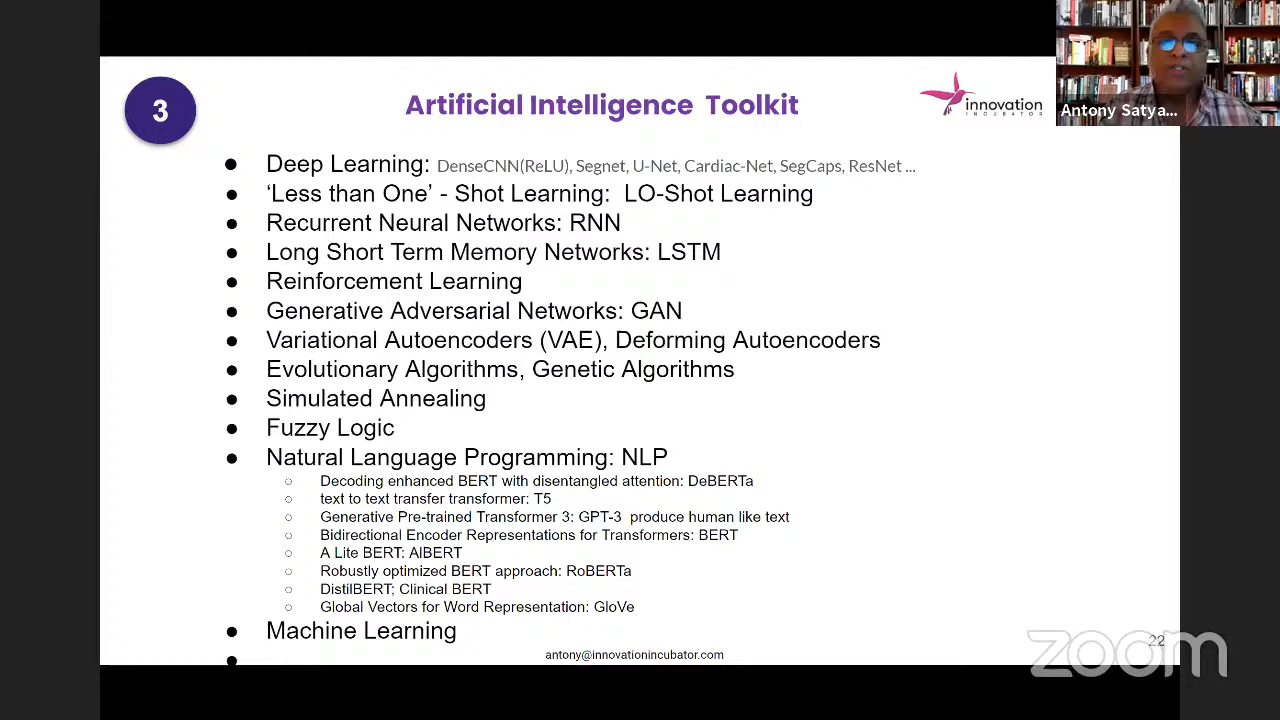 3
Artificial Intelligence Toolkit
innovation
INCUBATOR
Antony Satya...
● Deep Learning: DenseCNN(ReLU), Segnet, U-Net, Cardiac-Net, SegCaps, ResNet ...
● ‘Less than One’ - Shot Learning: LO-Shot Learning
● Recurrent Neural Networks: RNN
● Long Short Term Memory Networks: LSTM
● Reinforcement Learning
● Generative Adversarial Networks: GAN
● Variational Autoencoders (VAE), Deforming Autoencoders
● Evolutionary Algorithms, Genetic Algorithms
● Simulated Annealing
● Fuzzy Logic
● Natural Language Programming: NLP
○ Decoding enhanced BERT with disentangled attention: DeBERTa
○ text to text transfer transformer: T5
○ Generative Pre-trained Transformer 3: GPT-3 produce human like text
○ Bidirectional Encoder Representations for Transformers: BERT
○ A Lite BERT: AlBERT
○ Robustly optimized BERT approach: RoBERTa
○ DistilBERT; Clinical BERT
○ Global Vectors for Word Representation: GloVe
● Machine Learning
●
antony@innovationincubator.com
22
zoom